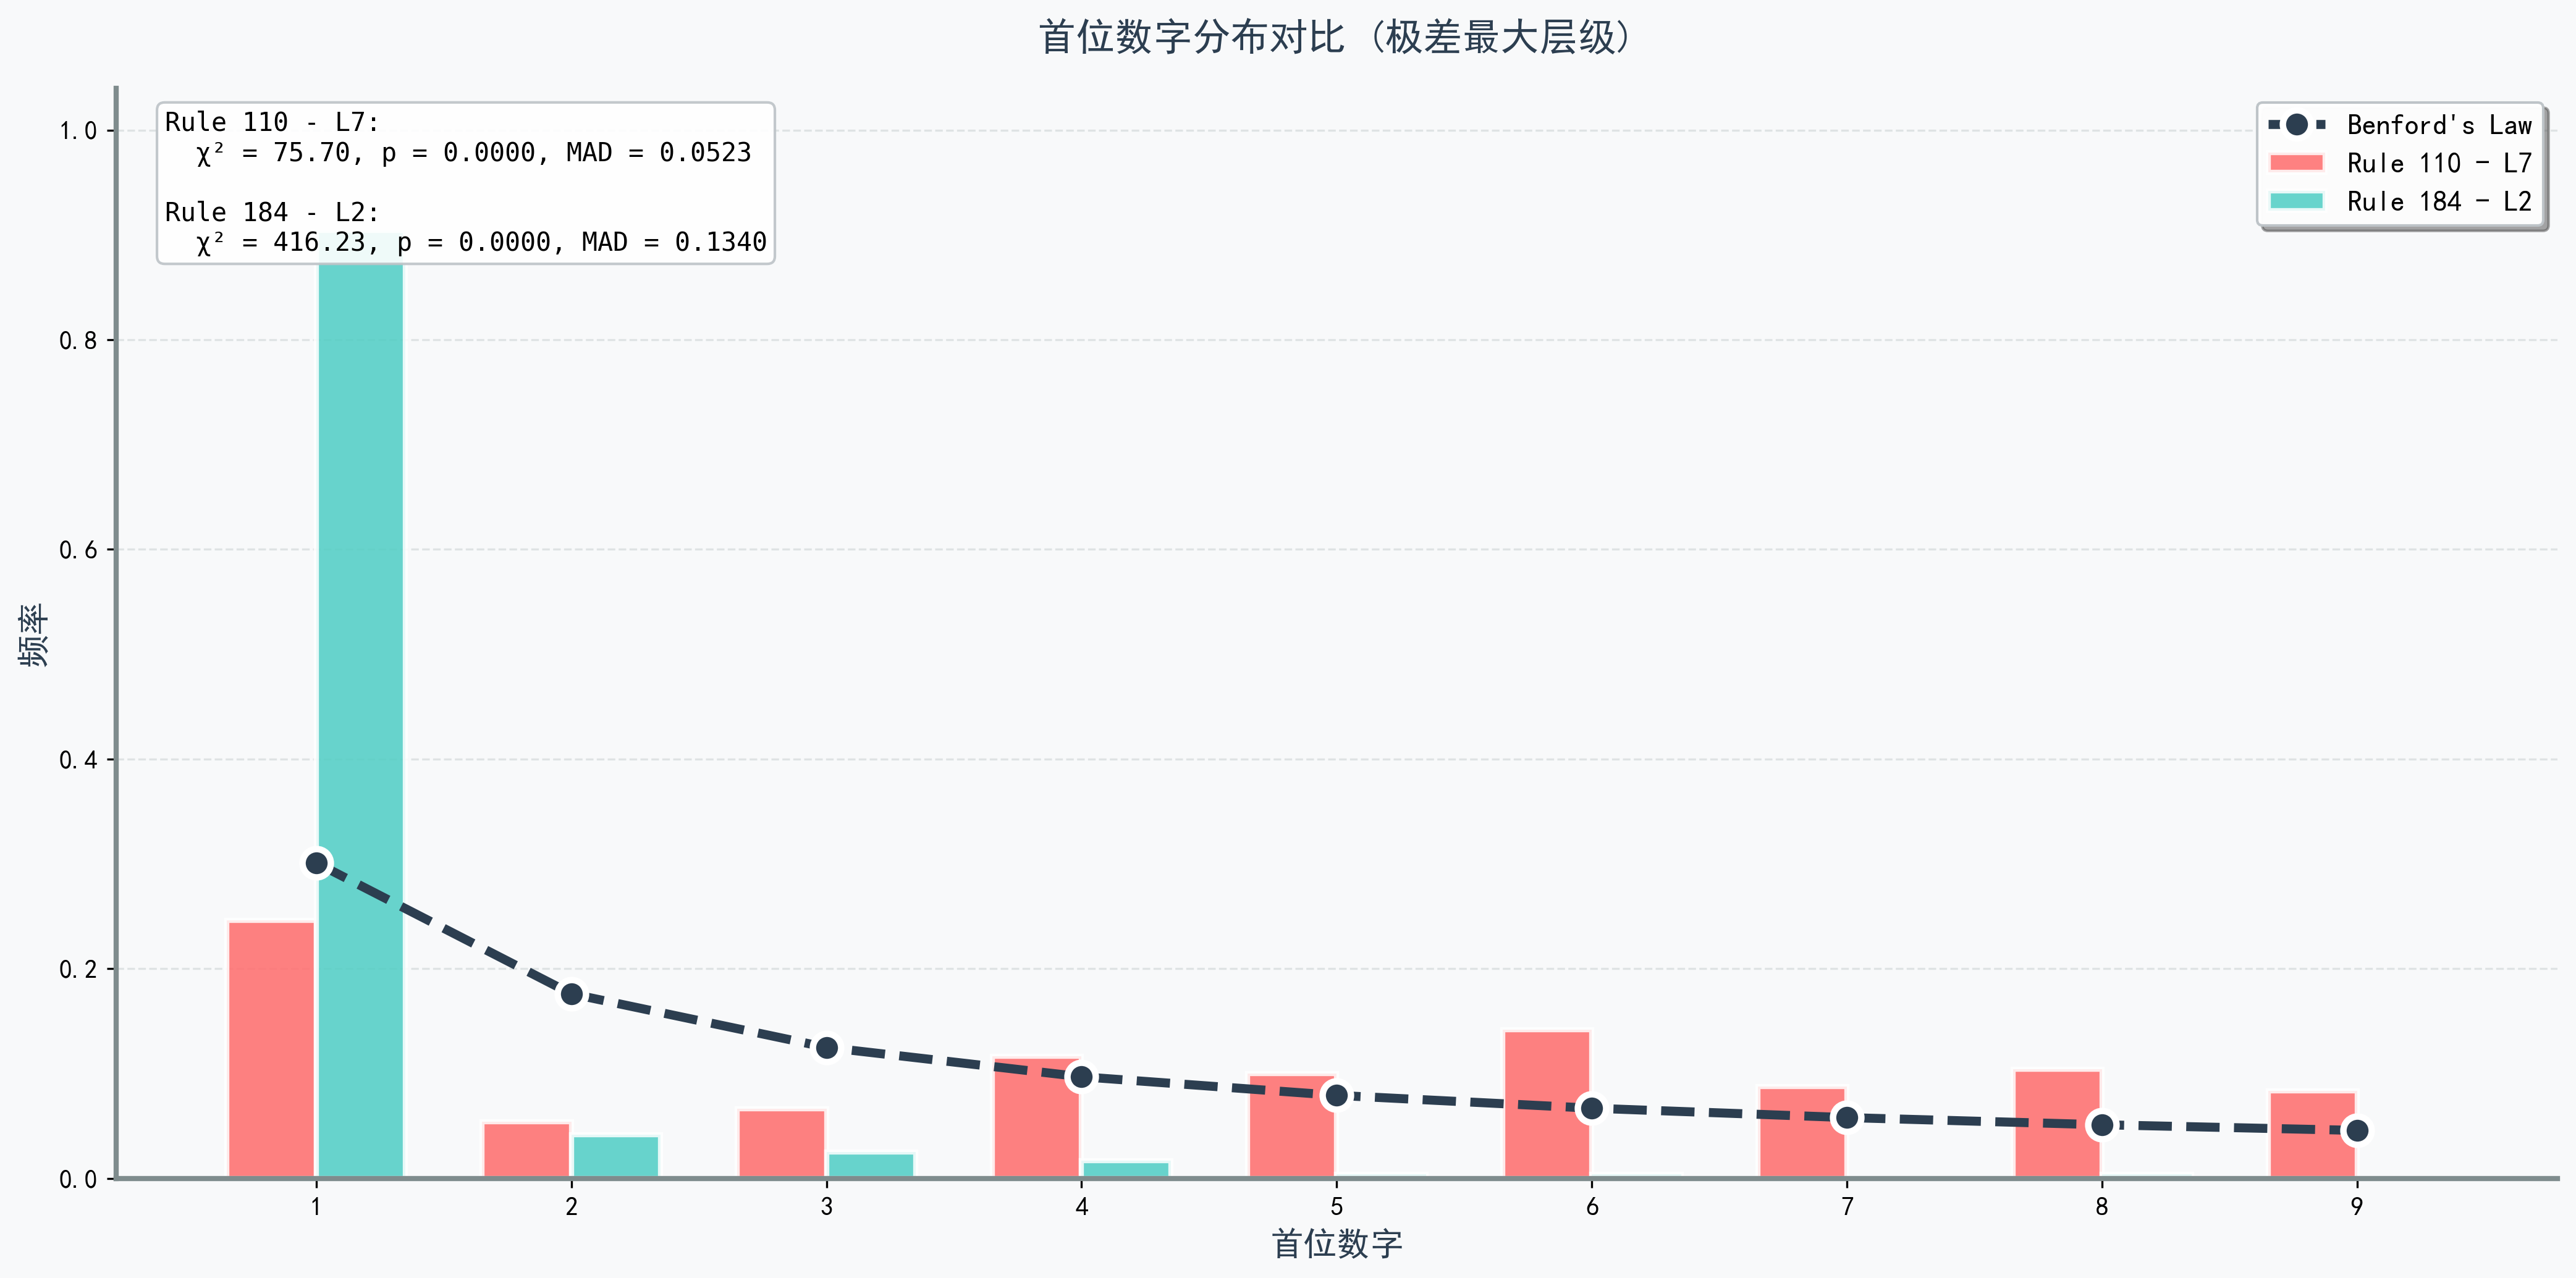 首位数字分布对比 (极差最大层级)
Rule 110 - L7:
χ² = 75.70, p = 0.0000, MAD = 0.0523
Rule 184 - L2:
χ² = 416.23, p = 0.0000, MAD = 0.1340
Benford's Law
Rule 110 - L7
Rule 184 - L2
1.0
0.8
0.6
0.4
0.2
0.0
频率
1 2 3 4 5 6 7 8 9
首位数字